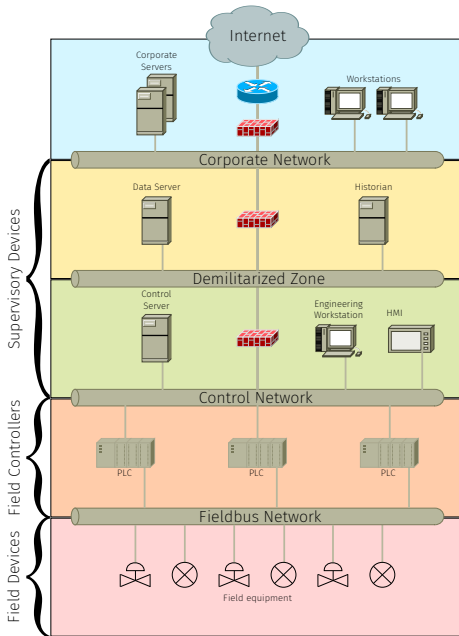 Internet
Corporate
Servers
Workstations
Corporate Network
Data Server
Historian
Demilitarized Zone
Control
Server
Engineering
Workstation
HMI
Control Network
PLC
PLC
PLC
Fieldbus Network
Field equipment
Supervisory Devices
Field Controllers
Field Devices